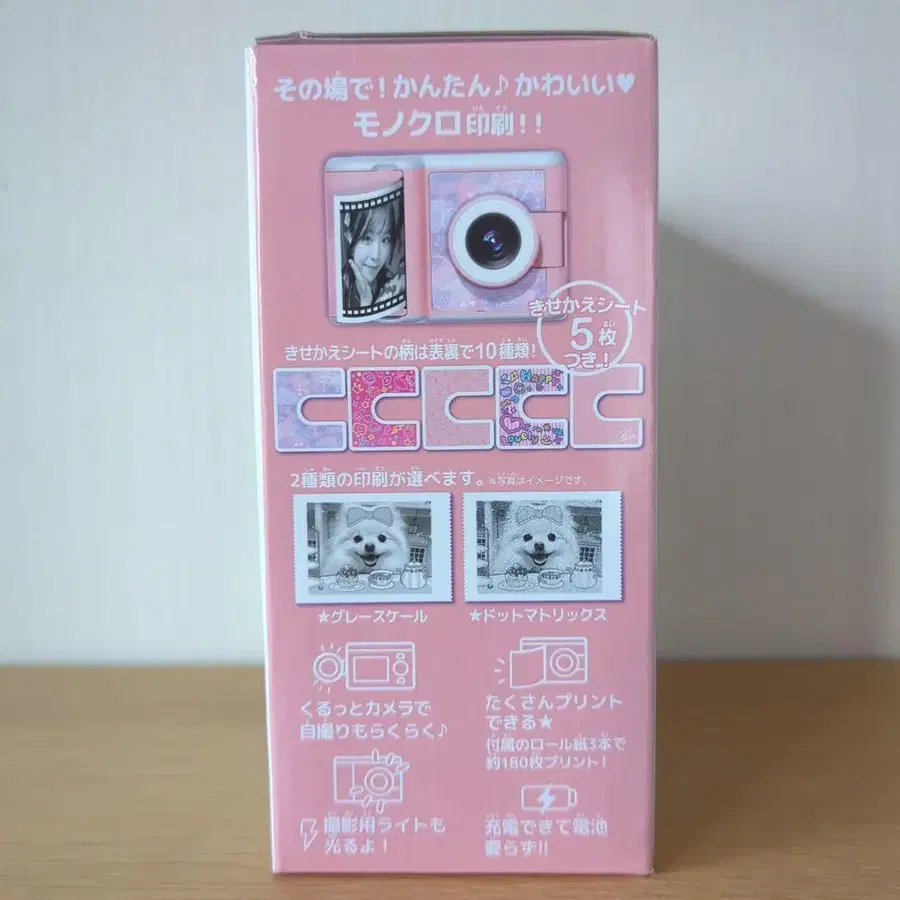 その場で！かんたん♪かわいい♥
モノクロ印刷！！
きせかえシート
5枚
つき!!
きせかえシートの柄は表裏で10種類！
SO HAPPY
Lovely
2種類の印刷が選べます。※写真はイメージです。
★グレースケール
★ドットマトリックス
くるっとカメラで
自撮りもらくらく♪
たくさんプリント
できる★
付属のロール紙3本で
約180枚プリント！
撮影用ライトも
光るよ！
充電できて電池
要らず!!